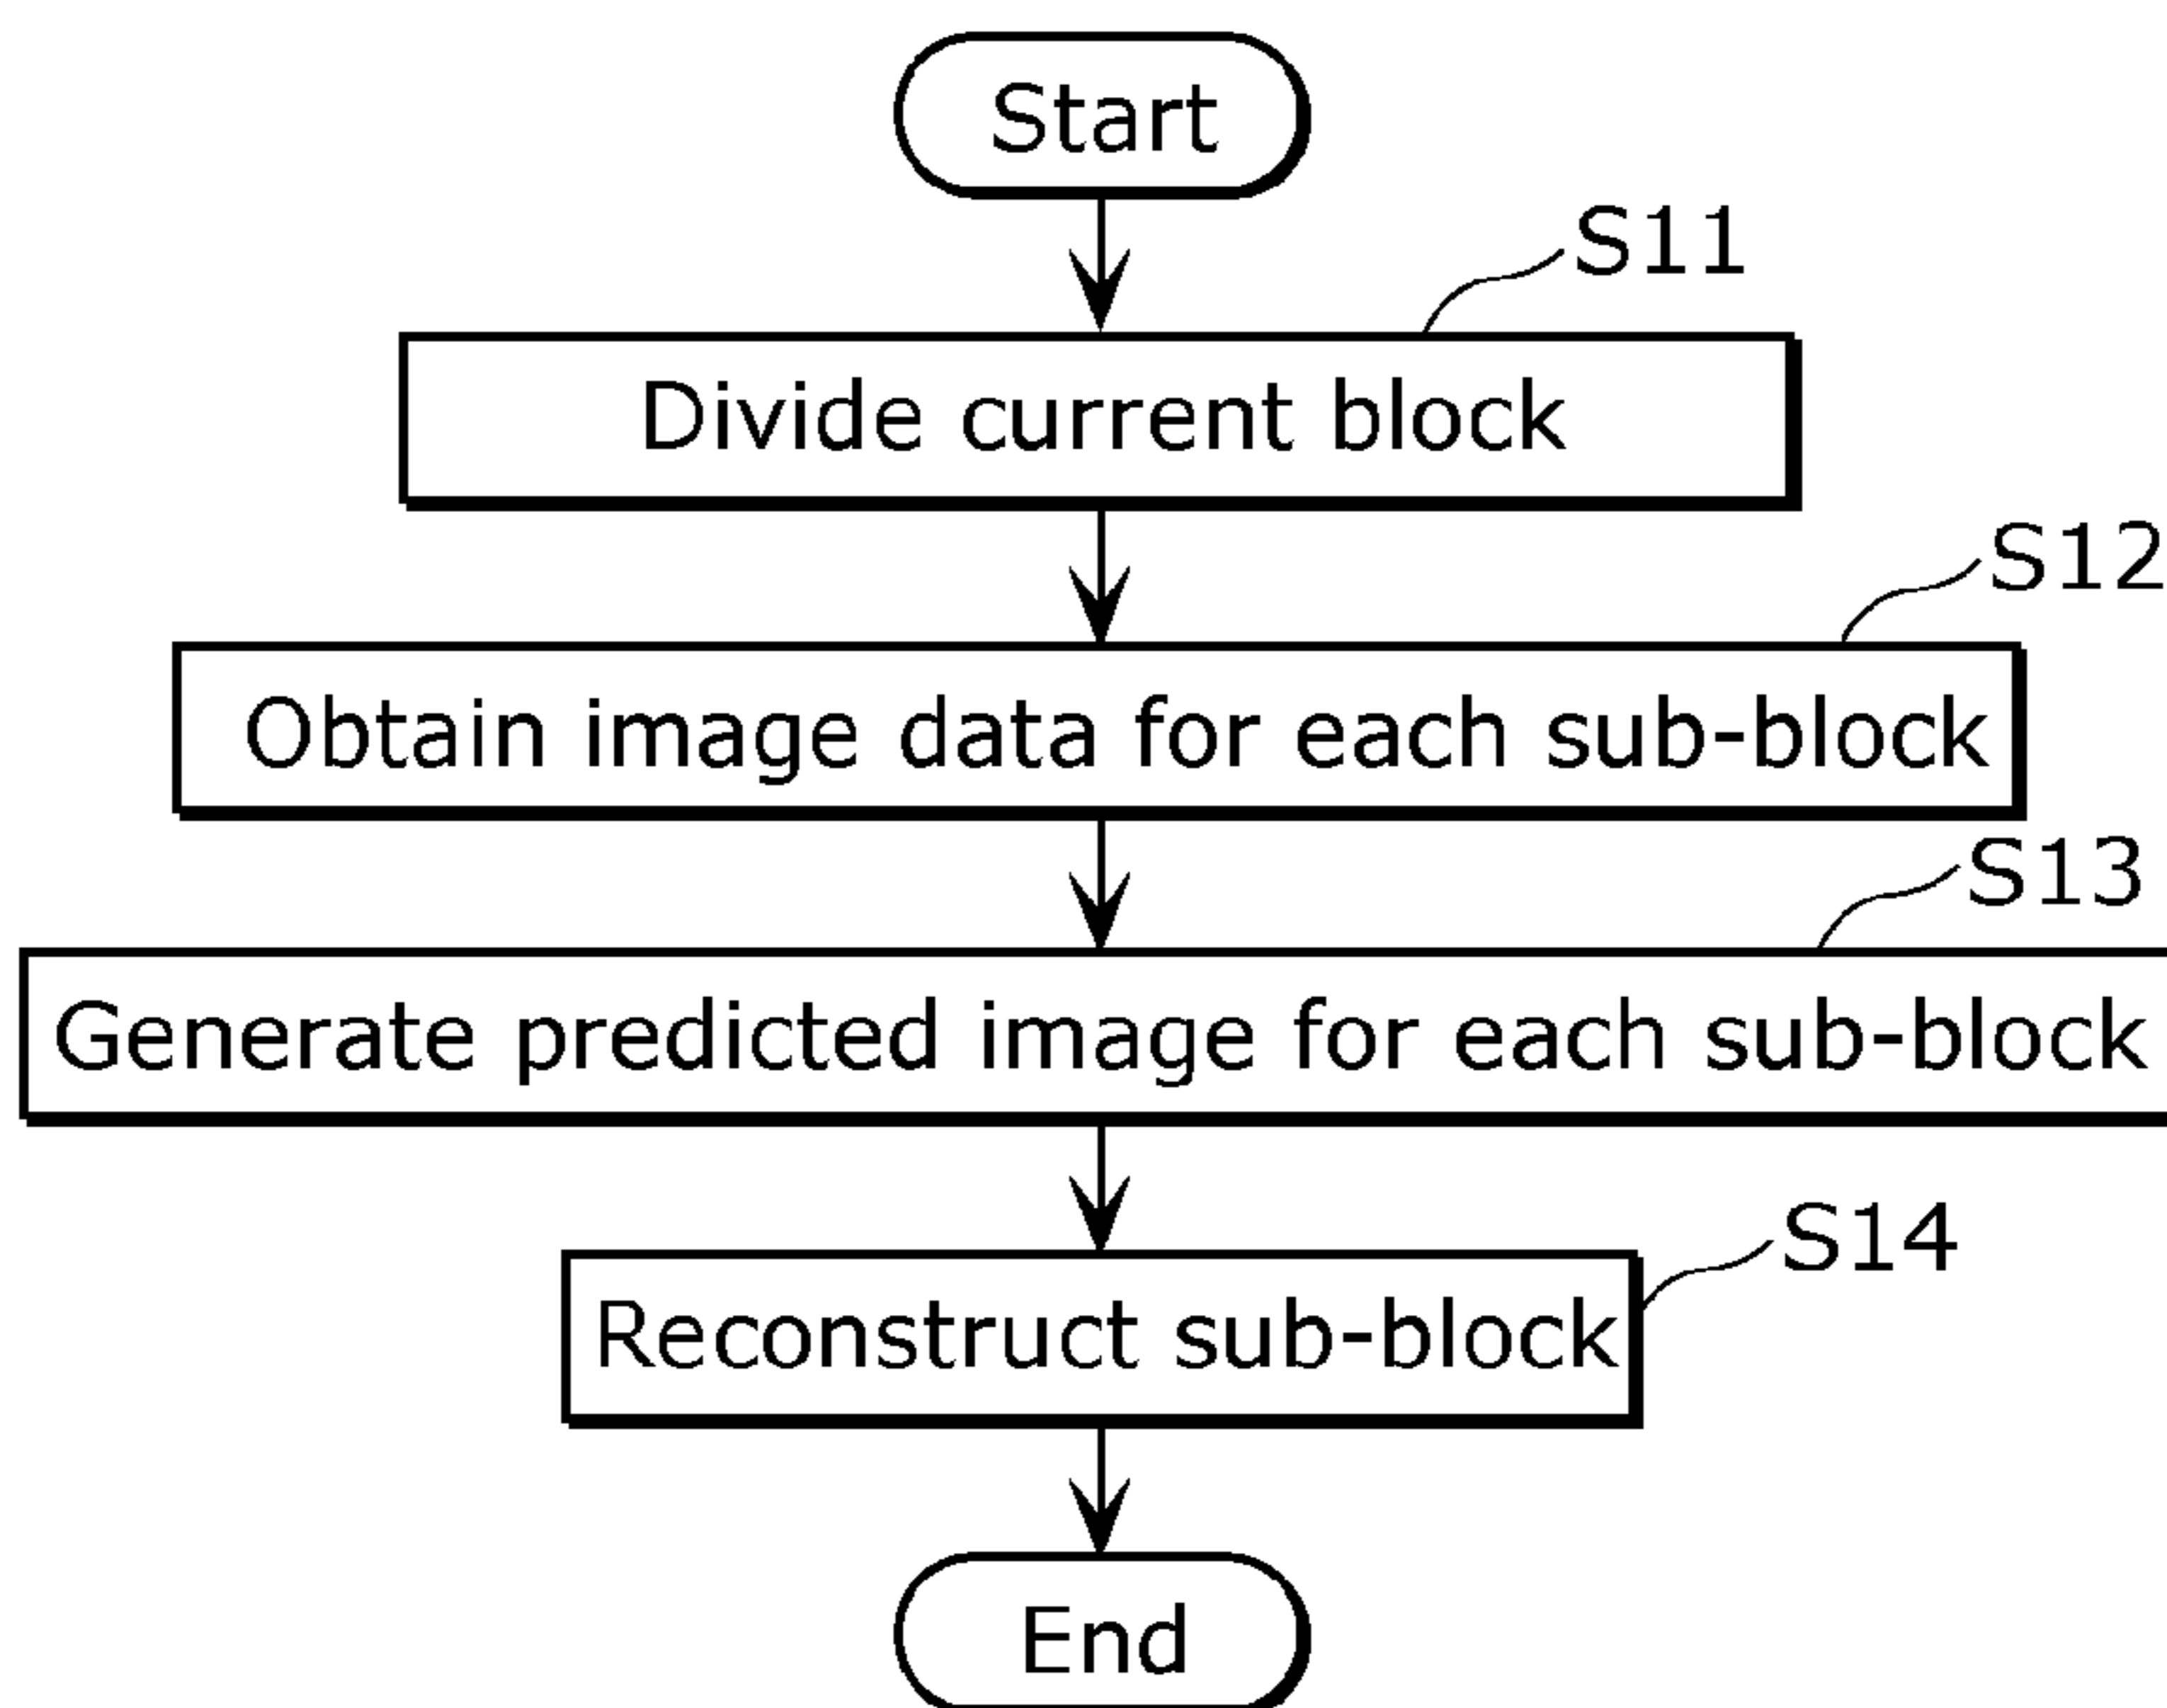 Start
S11
Divide current block
S12
Obtain image data for each sub-block
S13
Generate predicted image for each sub-block
S14
Reconstruct sub-block
End